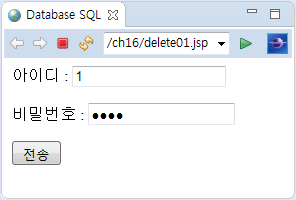 Database SQL
/ch16/delete01.jsp
아이디 : 1
비밀번호 : ●●●●
전송